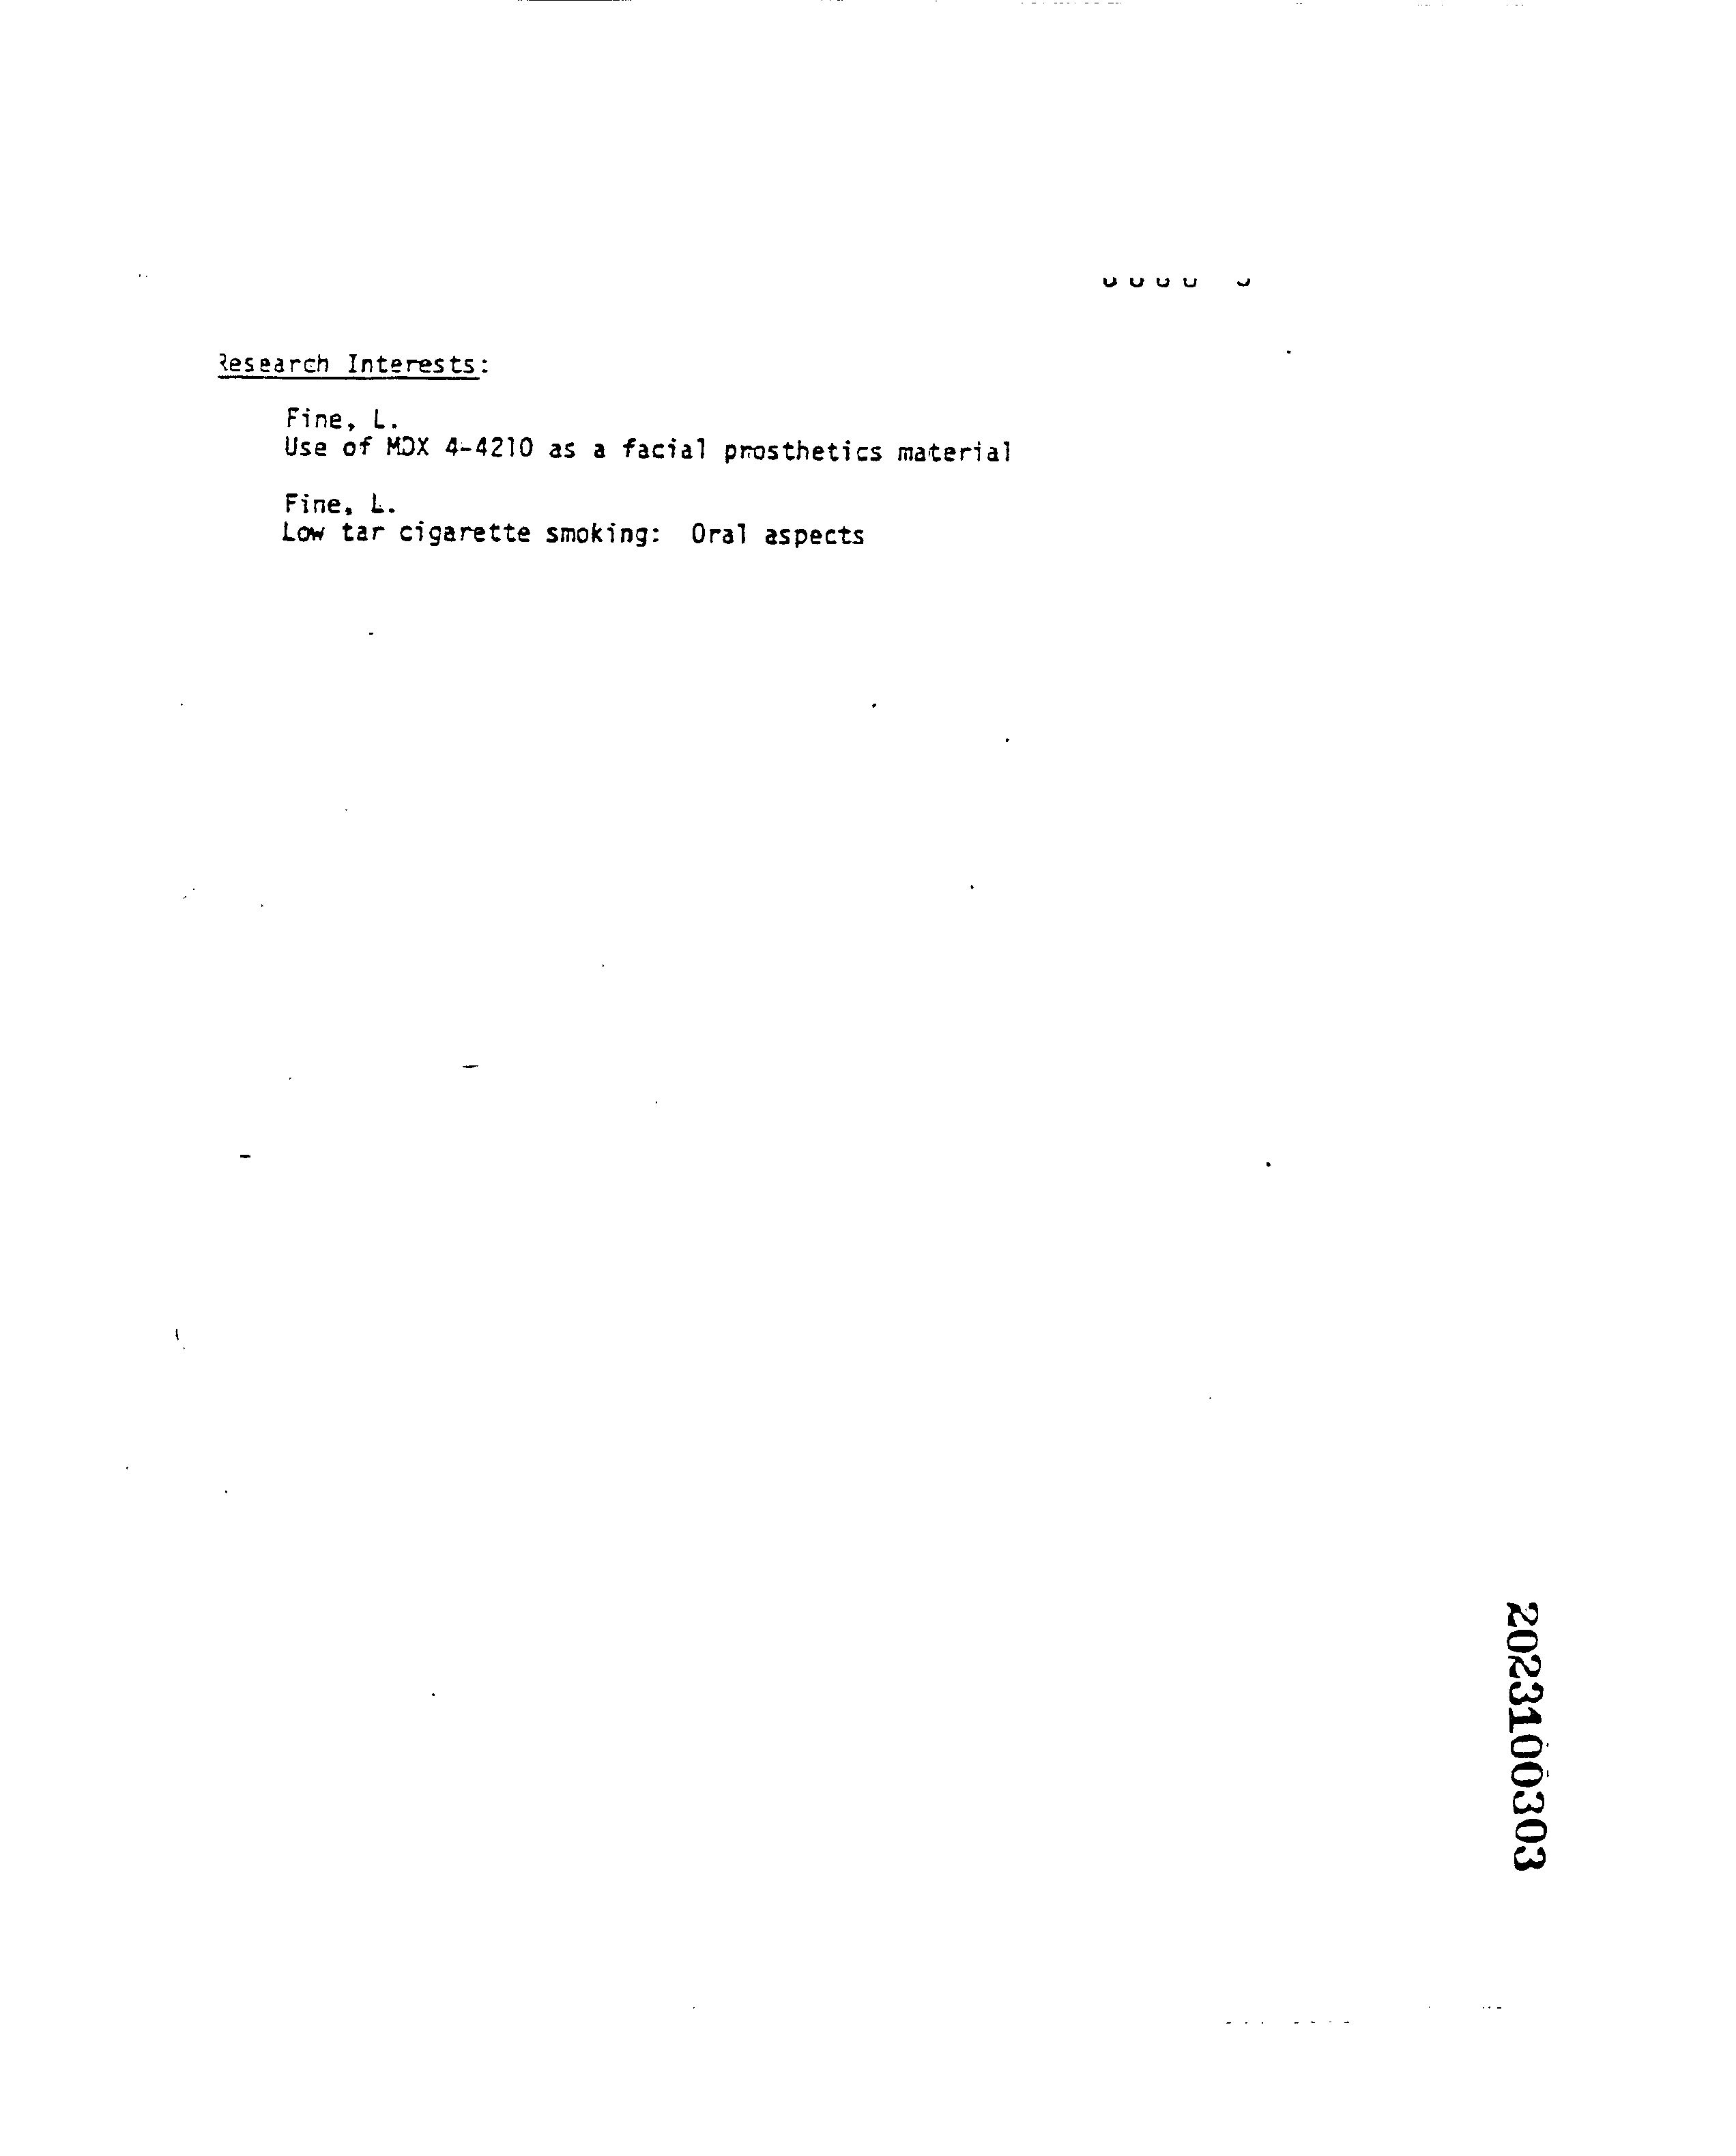 Research Interests:
Fine, L.
Use of MDX 4-4210 as a facial prosthetics material
Fine, L.
Low tar cigarette smoking: Oral aspects
2023100303